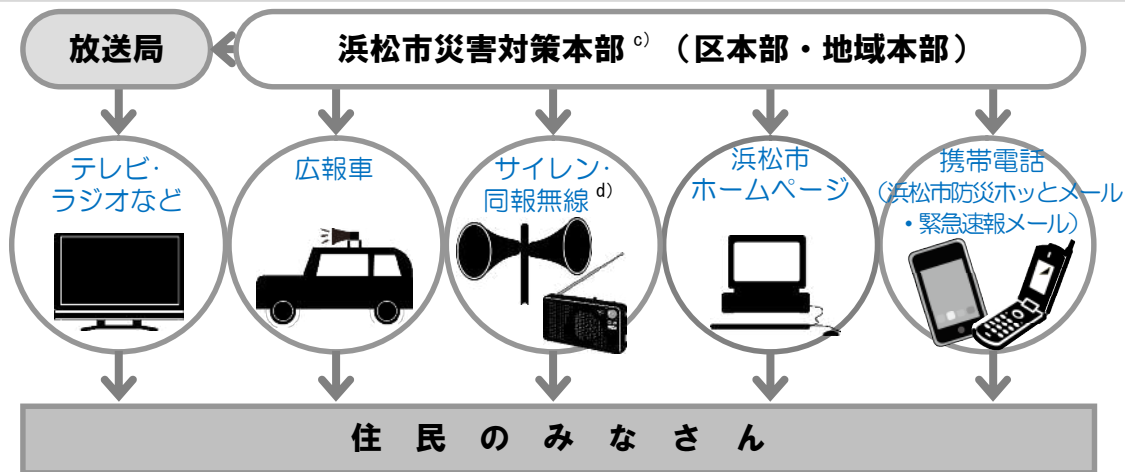 放送局
浜松市災害対策本部 c) (区本部・地域本部)
テレビ・
ラジオなど
広報車
サイレン・
同報無線 d)
浜松市
ホームページ
携帯電話
(浜松市防災ホッとメール
・緊急速報メール)
住民のみなさん